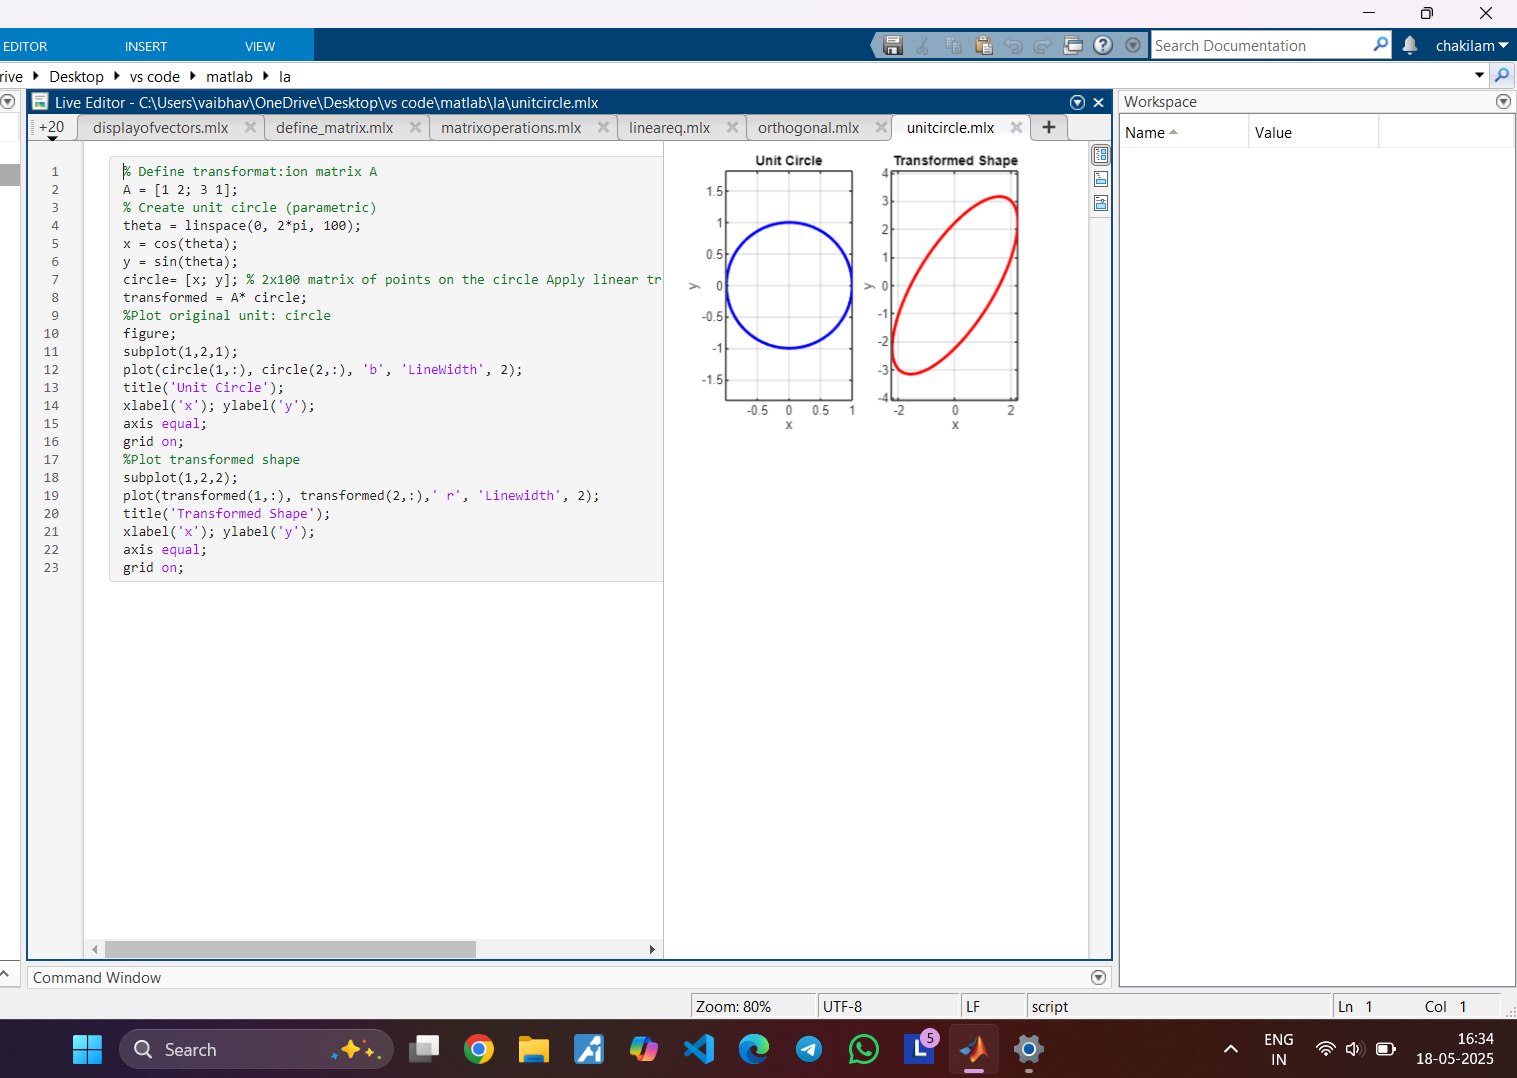 EDITOR INSERT VIEW Search Documentation chakilam
rive Desktop vs code matlab la
Live Editor - C:\Users\vaibhav\OneDrive\Desktop\vs code\matlab\la\unitcircle.mlx
+20 displayofvectors.mlx define_matrix.mlx matrixoperations.mlx lineareq.mlx orthogonal.mlx unitcircle.mlx +
1 % Define transformat:ion matrix A
2 A = [1 2; 3 1];
3 % Create unit circle (parametric)
4 theta = linspace(0, 2*pi, 100);
5 x = cos(theta);
6 y = sin(theta);
7 circle= [x; y]; % 2x100 matrix of points on the circle Apply linear tr
8 transformed = A* circle;
9 %Plot original unit: circle
10 figure;
11 subplot(1,2,1);
12 plot(circle(1,:), circle(2,:), 'b', 'LineWidth', 2);
13 title('Unit Circle');
14 xlabel('x'); ylabel('y');
15 axis equal;
16 grid on;
17 %Plot transformed shape
18 subplot(1,2,2);
19 plot(transformed(1,:), transformed(2,:),' r', 'Linewidth', 2);
20 title('Transformed Shape');
21 xlabel('x'); ylabel('y');
22 axis equal;
23 grid on;
Unit Circle
1.5
1
0.5
0
-0.5
-1
-1.5
y
-0.5 0 0.5 1
x
Transformed Shape
4
3
2
1
0
-1
-2
-3
-4
y
-2 0 2
x
Workspace
Name Value
Command Window
Zoom: 80% UTF-8 LF script Ln 1 Col 1
Search
5
ENG
IN
16:34
18-05-2025